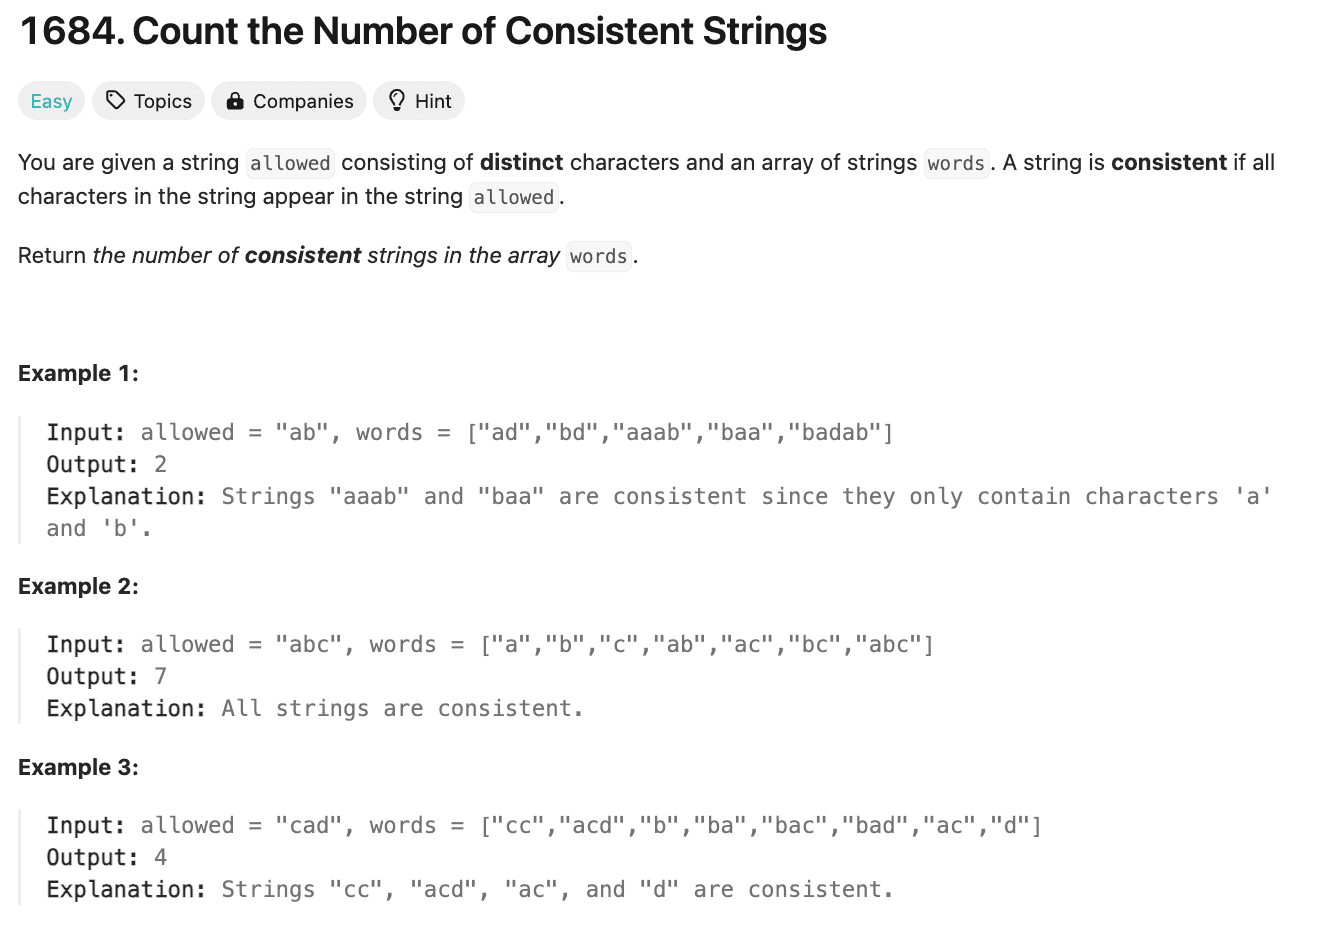 1684. Count the Number of Consistent Strings
Easy Topics Companies Hint
You are given a string allowed consisting of distinct characters and an array of strings words. A string is consistent if all
characters in the string appear in the string allowed.
Return the number of consistent strings in the array words.
Example 1:
Input: allowed = "ab", words = ["ad","bd","aaab","baa","badab"]
Output: 2
Explanation: Strings "aaab" and "baa" are consistent since they only contain characters 'a'
and 'b'.
Example 2:
Input: allowed = "abc", words = ["a","b","c","ab","ac","bc","abc"]
Output: 7
Explanation: All strings are consistent.
Example 3:
Input: allowed = "cad", words = ["cc","acd","b","ba","bac","bad","ac","d"]
Output: 4
Explanation: Strings "cc", "acd", "ac", and "d" are consistent.